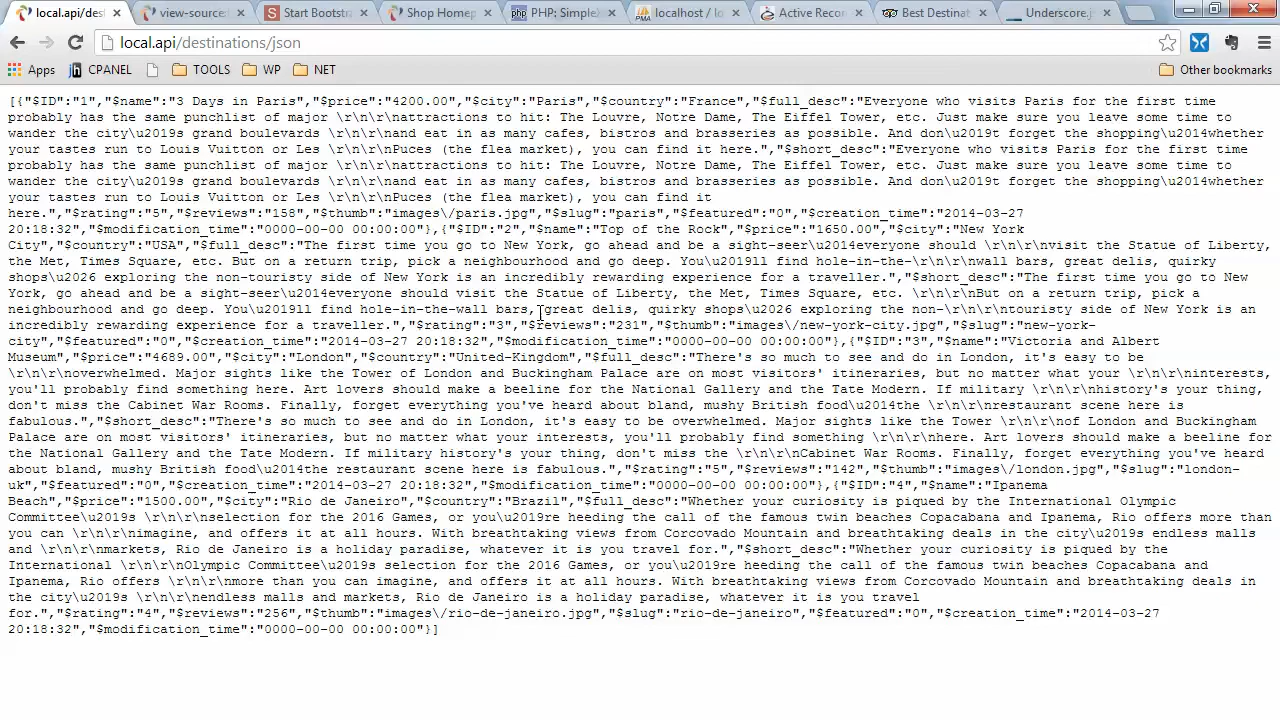 local.api/des
view-source:
Start Bootstra
Shop Homep
PHP: SimpleX
localhost / lo
Active Recor
Best Destinat
Underscore.js
local.api/destinations/json
Apps
CPANEL
TOOLS
WP
NET
Other bookmarks
[{"$ID":"1","$name":"3 Days in Paris","$price":"4200.00","$city":"Paris","$country":"France","$full_desc":"Everyone who visits Paris for the first time
probably has the same punchlist of major \r\n\r\nattractions to hit: The Louvre, Notre Dame, The Eiffel Tower, etc. Just make sure you leave some time to
wander the city\u2019s grand boulevards \r\n\r\nand eat in as many cafes, bistros and brasseries as possible. And don\u2019t forget the shopping\u2014whether
your tastes run to Louis Vuitton or Les \r\n\r\nPuces (the flea market), you can find it here.","$short_desc":"Everyone who visits Paris for the first time
probably has the same punchlist of major \r\n\r\nattractions to hit: The Louvre, Notre Dame, The Eiffel Tower, etc. Just make sure you leave some time to
wander the city\u2019s grand boulevards \r\n\r\nand eat in as many cafes, bistros and brasseries as possible. And don\u2019t forget the shopping\u2014whether
your tastes run to Louis Vuitton or Les \r\n\r\nPuces (the flea market), you can find it
here.","$rating":"5","$reviews":"158","$thumb":"images\/paris.jpg","$slug":"paris","$featured":"0","$creation_time":"2014-03-27
20:18:32","$modification_time":"0000-00-00 00:00:00"},{"$ID":"2","$name":"Top of the Rock","$price":"1650.00","$city":"New York
City","$country":"USA","$full_desc":"The first time you go to New York, go ahead and be a sight-seer\u2014everyone should \r\n\r\nvisit the Statue of Liberty,
the Met, Times Square, etc. But on a return trip, pick a neighbourhood and go deep. You\u2019ll find hole-in-the-\r\n\r\nwall bars, great delis, quirky
shops\u2026 exploring the non-touristy side of New York is an incredibly rewarding experience for a traveller.","$short_desc":"The first time you go to New
York, go ahead and be a sight-seer\u2014everyone should visit the Statue of Liberty, the Met, Times Square, etc. \r\n\r\nBut on a return trip, pick a
neighbourhood and go deep. You\u2019ll find hole-in-the-wall bars, great delis, quirky shops\u2026 exploring the non-\r\n\r\ntouristy side of New York is an
incredibly rewarding experience for a traveller.","$rating":"3","$reviews":"231","$thumb":"images\/new-york-city.jpg","$slug":"new-york-
city","$featured":"0","$creation_time":"2014-03-27 20:18:32","$modification_time":"0000-00-00 00:00:00"},{"$ID":"3","$name":"Victoria and Albert
Museum","$price":"4689.00","$city":"London","$country":"United-Kingdom","$full_desc":"There's so much to see and do in London, it's easy to be
\r\n\r\noverwhelmed. Major sights like the Tower of London and Buckingham Palace are on most visitors' itineraries, but no matter what your \r\n\r\ninterests,
you'll probably find something here. Art lovers should make a beeline for the National Gallery and the Tate Modern. If military \r\n\r\nhistory's your thing,
don't miss the Cabinet War Rooms. Finally, forget everything you've heard about bland, mushy British food\u2014the \r\n\r\nrestaurant scene here is
fabulous.","$short_desc":"There's so much to see and do in London, it's easy to be overwhelmed. Major sights like the Tower \r\n\r\nof London and Buckingham
Palace are on most visitors' itineraries, but no matter what your interests, you'll probably find something \r\n\r\nhere. Art lovers should make a beeline for
the National Gallery and the Tate Modern. If military history's your thing, don't miss the \r\n\r\nCabinet War Rooms. Finally, forget everything you've heard
about bland, mushy British food\u2014the restaurant scene here is fabulous.","$rating":"5","$reviews":"142","$thumb":"images\/london.jpg","$slug":"london-
uk","$featured":"0","$creation_time":"2014-03-27 20:18:32","$modification_time":"0000-00-00 00:00:00"},{"$ID":"4","$name":"Ipanema
Beach","$price":"1500.00","$city":"Rio de Janeiro","$country":"Brazil","$full_desc":"Whether your curiosity is piqued by the International Olympic
Committee\u2019s \r\n\r\nselection for the 2016 Games, or you\u2019re heeding the call of the famous twin beaches Copacabana and Ipanema, Rio offers more than
you can \r\n\r\nimagine, and offers it at all hours. With breathtaking views from Corcovado Mountain and breathtaking deals in the city\u2019s endless malls
and \r\n\r\nmarkets, Rio de Janeiro is a holiday paradise, whatever it is you travel for.","$short_desc":"Whether your curiosity is piqued by the
International \r\n\r\nOlympic Committee\u2019s selection for the 2016 Games, or you\u2019re heeding the call of the famous twin beaches Copacabana and
Ipanema, Rio offers \r\n\r\nmore than you can imagine, and offers it at all hours. With breathtaking views from Corcovado Mountain and breathtaking deals in
the city\u2019s \r\n\r\nendless malls and markets, Rio de Janeiro is a holiday paradise, whatever it is you travel
for.","$rating":"4","$reviews":"256","$thumb":"images\/rio-de-janeiro.jpg","$slug":"rio-de-janeiro","$featured":"0","$creation_time":"2014-03-27
20:18:32","$modification_time":"0000-00-00 00:00:00"}]